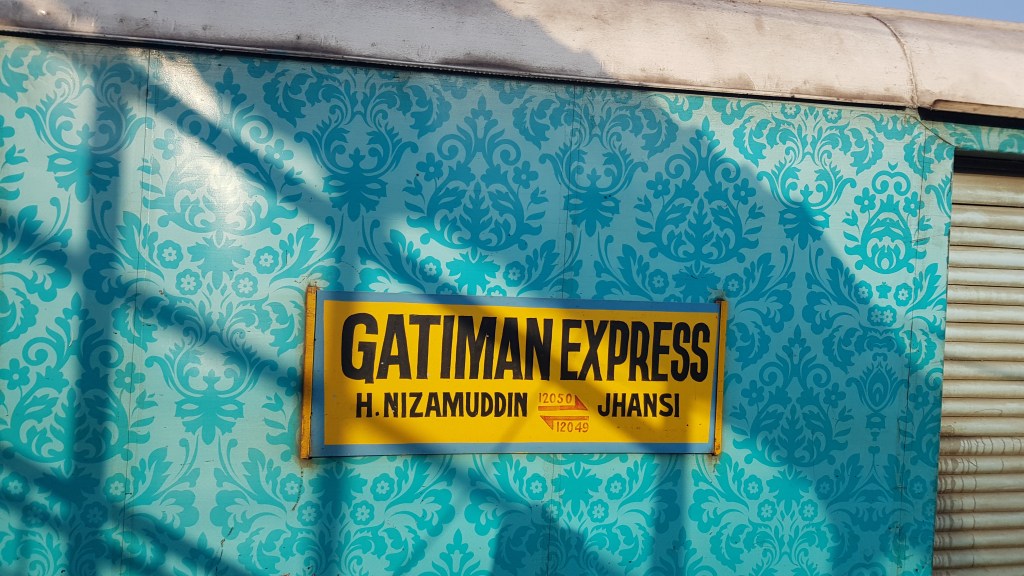 GATIMAN EXPRESS
H. NIZAMUDDIN 12050 JHANSI
12049